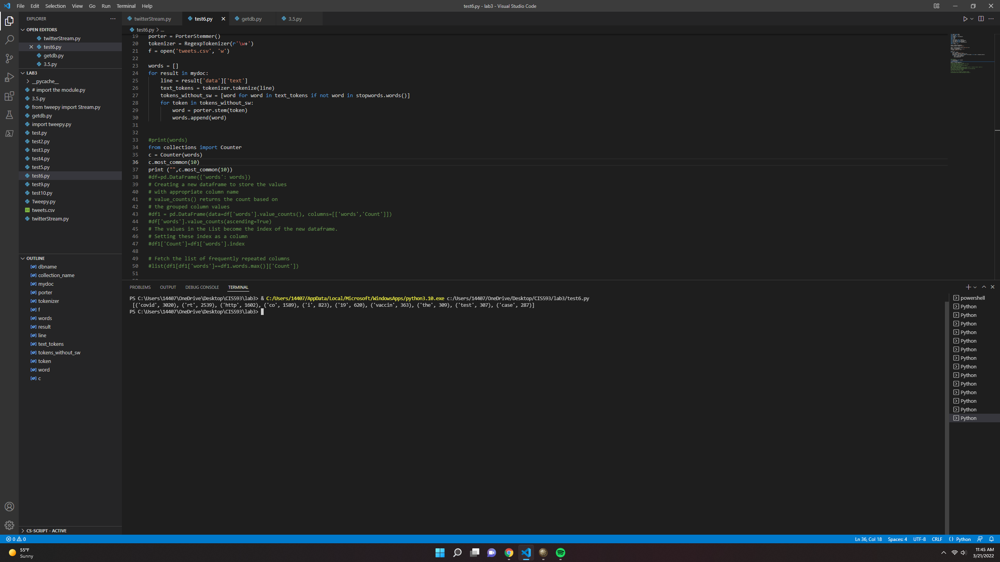 File Edit Selection View Go Run Terminal Help
test6.py - lab3 - Visual Studio Code
EXPLORER
OPEN EDITORS
twitterStream.py
test6.py
getdb.py
3.5.py
LAB3
__pycache__
# import the module.py
3.5.py
from tweepy import Stream.py
getdb.py
import tweepy.py
test.py
test2.py
test3.py
test4.py
test5.py
test6.py
test9.py
test10.py
Tweepy.py
tweets.csv
twitterStream.py
OUTLINE
dbname
collection_name
mydoc
porter
tokenizer
f
words
result
line
text_tokens
tokens_without_sw
token
word
c
CS-SCRIPT - ACTIVE
twitterStream.py test6.py getdb.py 3.5.py
test6.py > ...
19 porter = PorterStemmer()
20 tokenizer = RegexpTokenizer(r'\w+')
21 f = open('tweets.csv', 'w')
22
23 words = []
24 for result in mydoc:
25 line = result['data']['text']
26 text_tokens = tokenizer.tokenize(line)
27 tokens_without_sw = [word for word in text_tokens if not word in stopwords.words()]
28 for token in tokens_without_sw:
29 word = porter.stem(token)
30 words.append(word)
31
32
33 #print(words)
34 from collections import Counter
35 c = Counter(words)
36 c.most_common(10)
37 print ("",c.most_common(10))
38 #df=pd.DataFrame({'words': words})
39 # Creating a new dataframe to store the values
40 # with appropriate column name
41 # value_counts() returns the count based on
42 # the grouped column values
43 #df1 = pd.DataFrame(data=df['words'].value_counts(), columns=[['words','Count']])
44 #df['words'].value_counts(ascending=True)
45 # The values in the List become the index of the new dataframe.
46 # Setting these index as a column
47 #df1['Count']=df1['words'].index
48
49 # Fetch the list of frequently repeated columns
50 #list(df1[df1['words']==df1.words.max()]['Count'])
51
PROBLEMS OUTPUT DEBUG CONSOLE TERMINAL
PS C:\Users\14407\OneDrive\Desktop\CIS593\lab3> & C:/Users/14407/AppData/Local/Microsoft/WindowsApps/python3.10.exe c:/Users/14407/OneDrive/Desktop/CIS593/lab3/test6.py
[('covid', 3020), ('rt', 2539), ('http', 1602), ('co', 1589), ('i', 823), ('19', 620), ('vaccin', 363), ('the', 309), ('test', 307), ('case', 287)]
PS C:\Users\14407\OneDrive\Desktop\CIS593\lab3>
powershell
Python
Python
Python
Python
Python
Python
Python
Python
Python
Python
Python
Python
Python
Python
0 0
Ln 36, Col 18 Spaces: 4 UTF-8 CRLF {} Python
55°F
Sunny
11:45 AM
3/21/2022